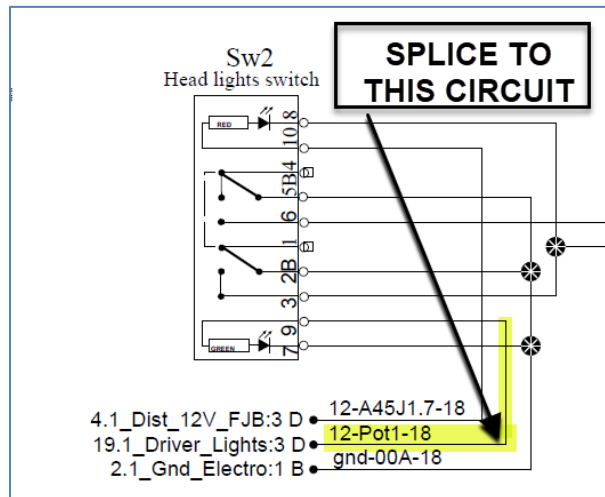 Sw2
Head lights switch
SPLICE TO
THIS CIRCUIT
RED
8
10
4
5B
6
1
2B
3
9
GREEN
7
4.1_Dist_12V_FJB:3 D
12-A45J1.7-18
19.1_Driver_Lights:3 D
12-Pot1-18
2.1_Gnd_Electro:1 B
gnd-00A-18